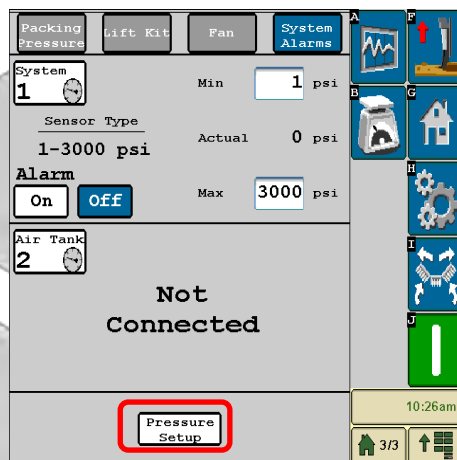 Packing Pressure
Lift Kit
Fan
System Alarms
A
F
System
1
Min
1 psi
B
G
Sensor Type
1-3000 psi
Actual
0 psi
Alarm
On
Off
Max
3000 psi
H
Air Tank
2
I
Not
Connected
J
Pressure
Setup
10:26am
3/3